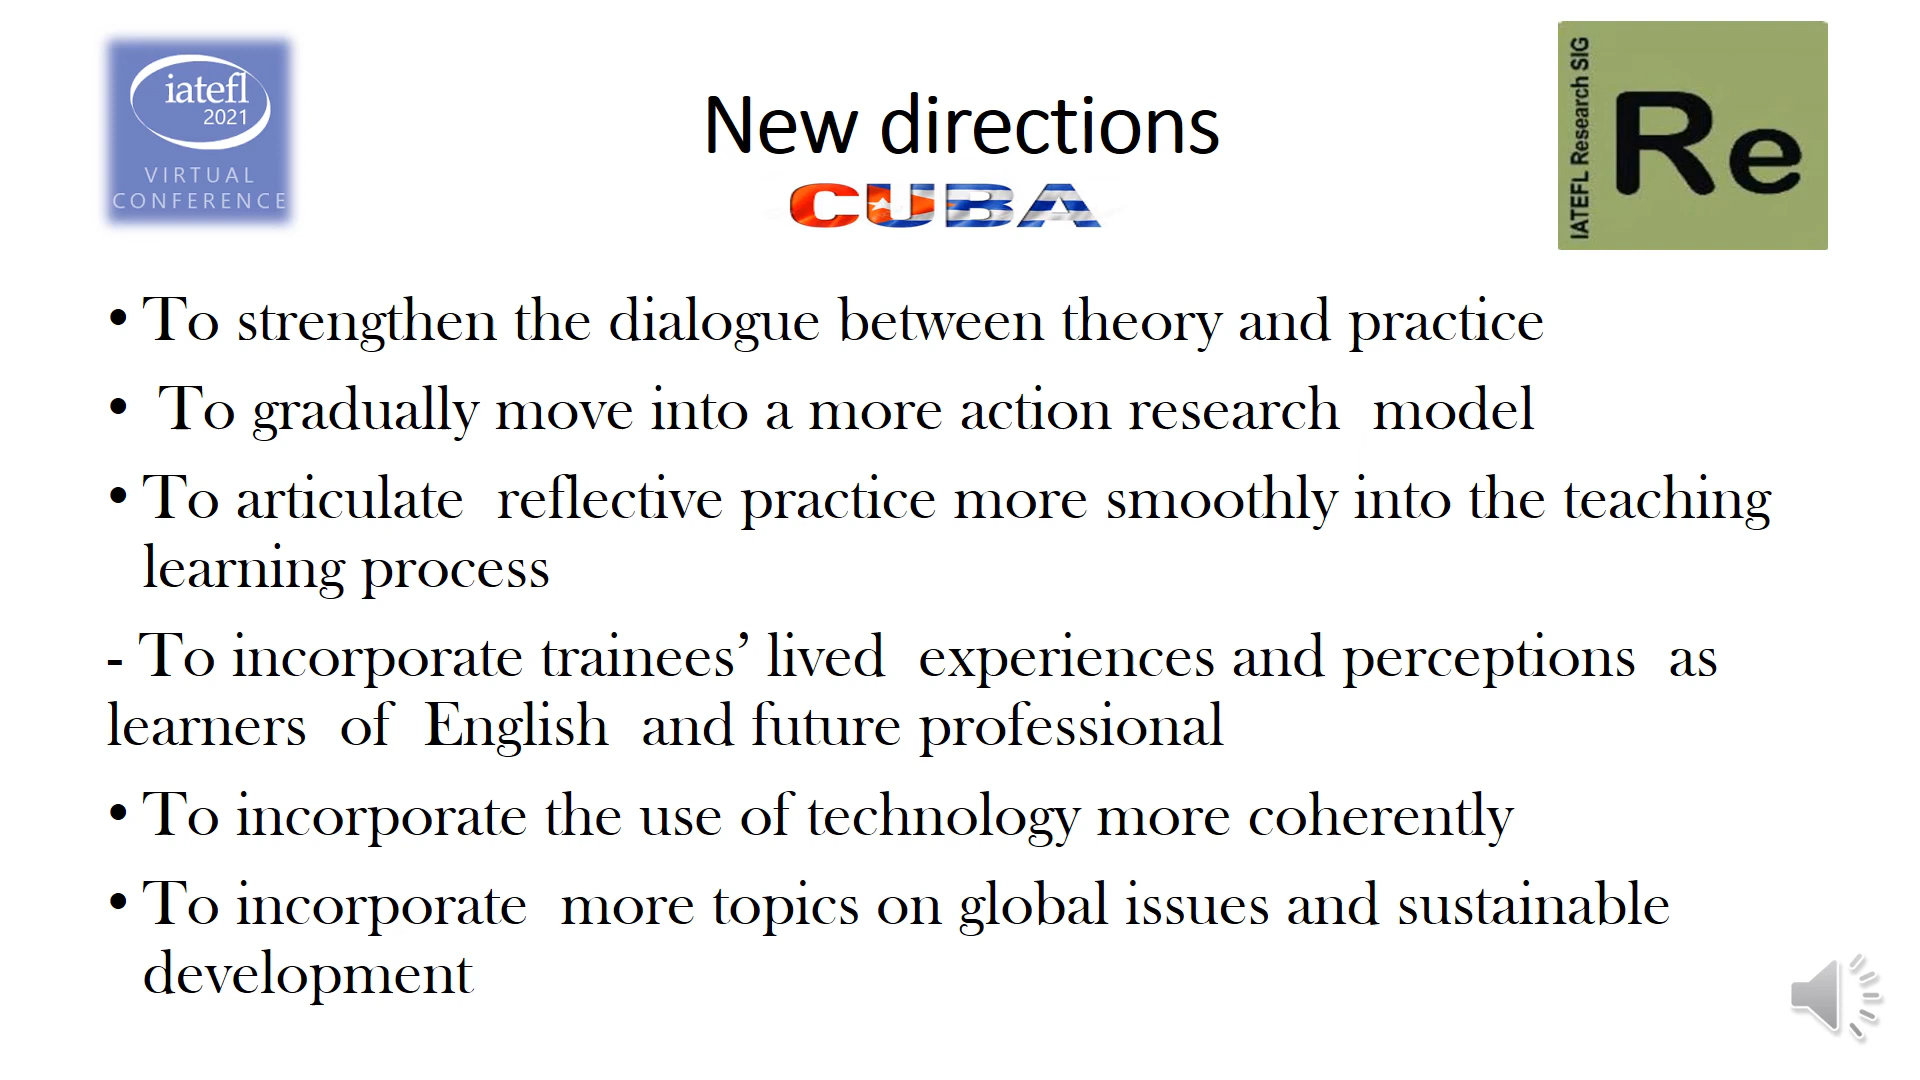 iatefl
2021
VIRTUAL
CONFERENCE
New directions
CUBA
IATEFL Research SIG
Re
• To strengthen the dialogue between theory and practice
• To gradually move into a more action research model
• To articulate reflective practice more smoothly into the teaching
learning process
- To incorporate trainees’ lived experiences and perceptions as
learners of English and future professional
• To incorporate the use of technology more coherently
• To incorporate more topics on global issues and sustainable
development